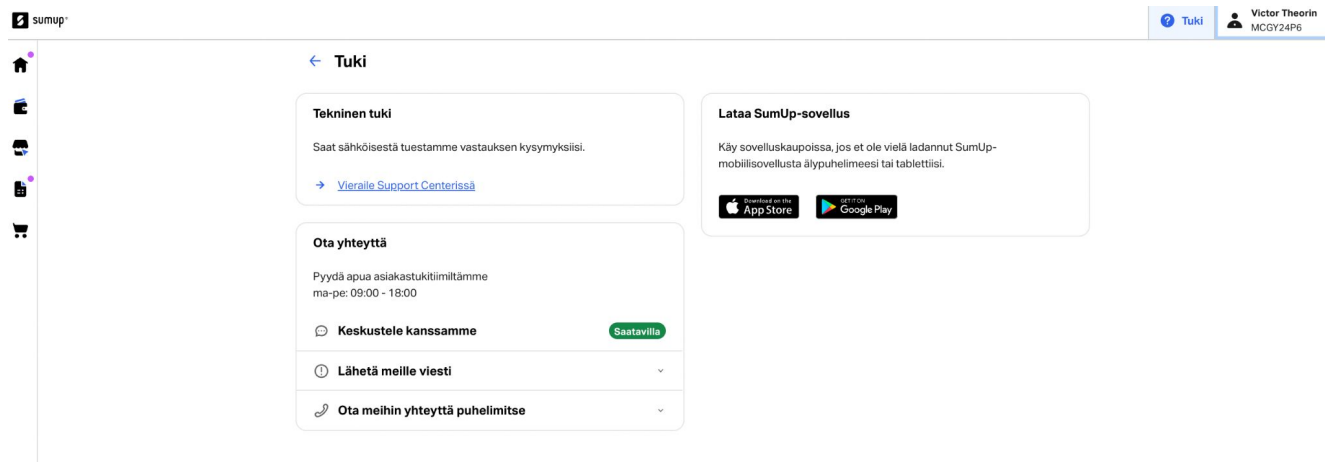 sumup®
Tuki
Victor Theorin
MCGY24P6
Tuki
Tekninen tuki
Saat sähköisestä tuestamme vastauksen kysymyksiisi.
Vieraile Support Centerissä
Ota yhteyttä
Pyydä apua asiakastukitiimiltämme
ma-pe: 09:00 - 18:00
Keskustele kanssamme
Saatavilla
Lähetä meille viesti
Ota meihin yhteyttä puhelimitse
Lataa SumUp-sovellus
Käy sovelluskaupoissa, jos et ole vielä ladannut SumUp-
mobiilisovellusta älypuhelimeesi tai tablettiisi.
Download on the
App Store
GET IT ON
Google Play